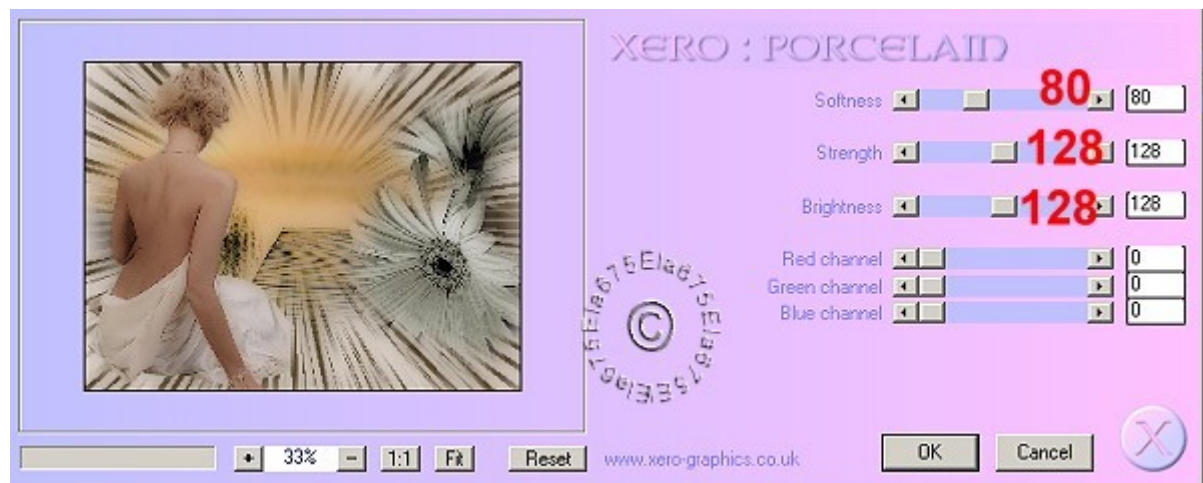 XERO : PORCELAIN
Softness 80 80
Strength 128 128
Brightness 128 128
Red channel 0
Green channel 0
Blue channel 0
Ela675Ela675Ela675Ela675
©
+ 33% - 1:1 Fit Reset www.xero-graphics.co.uk OK Cancel X